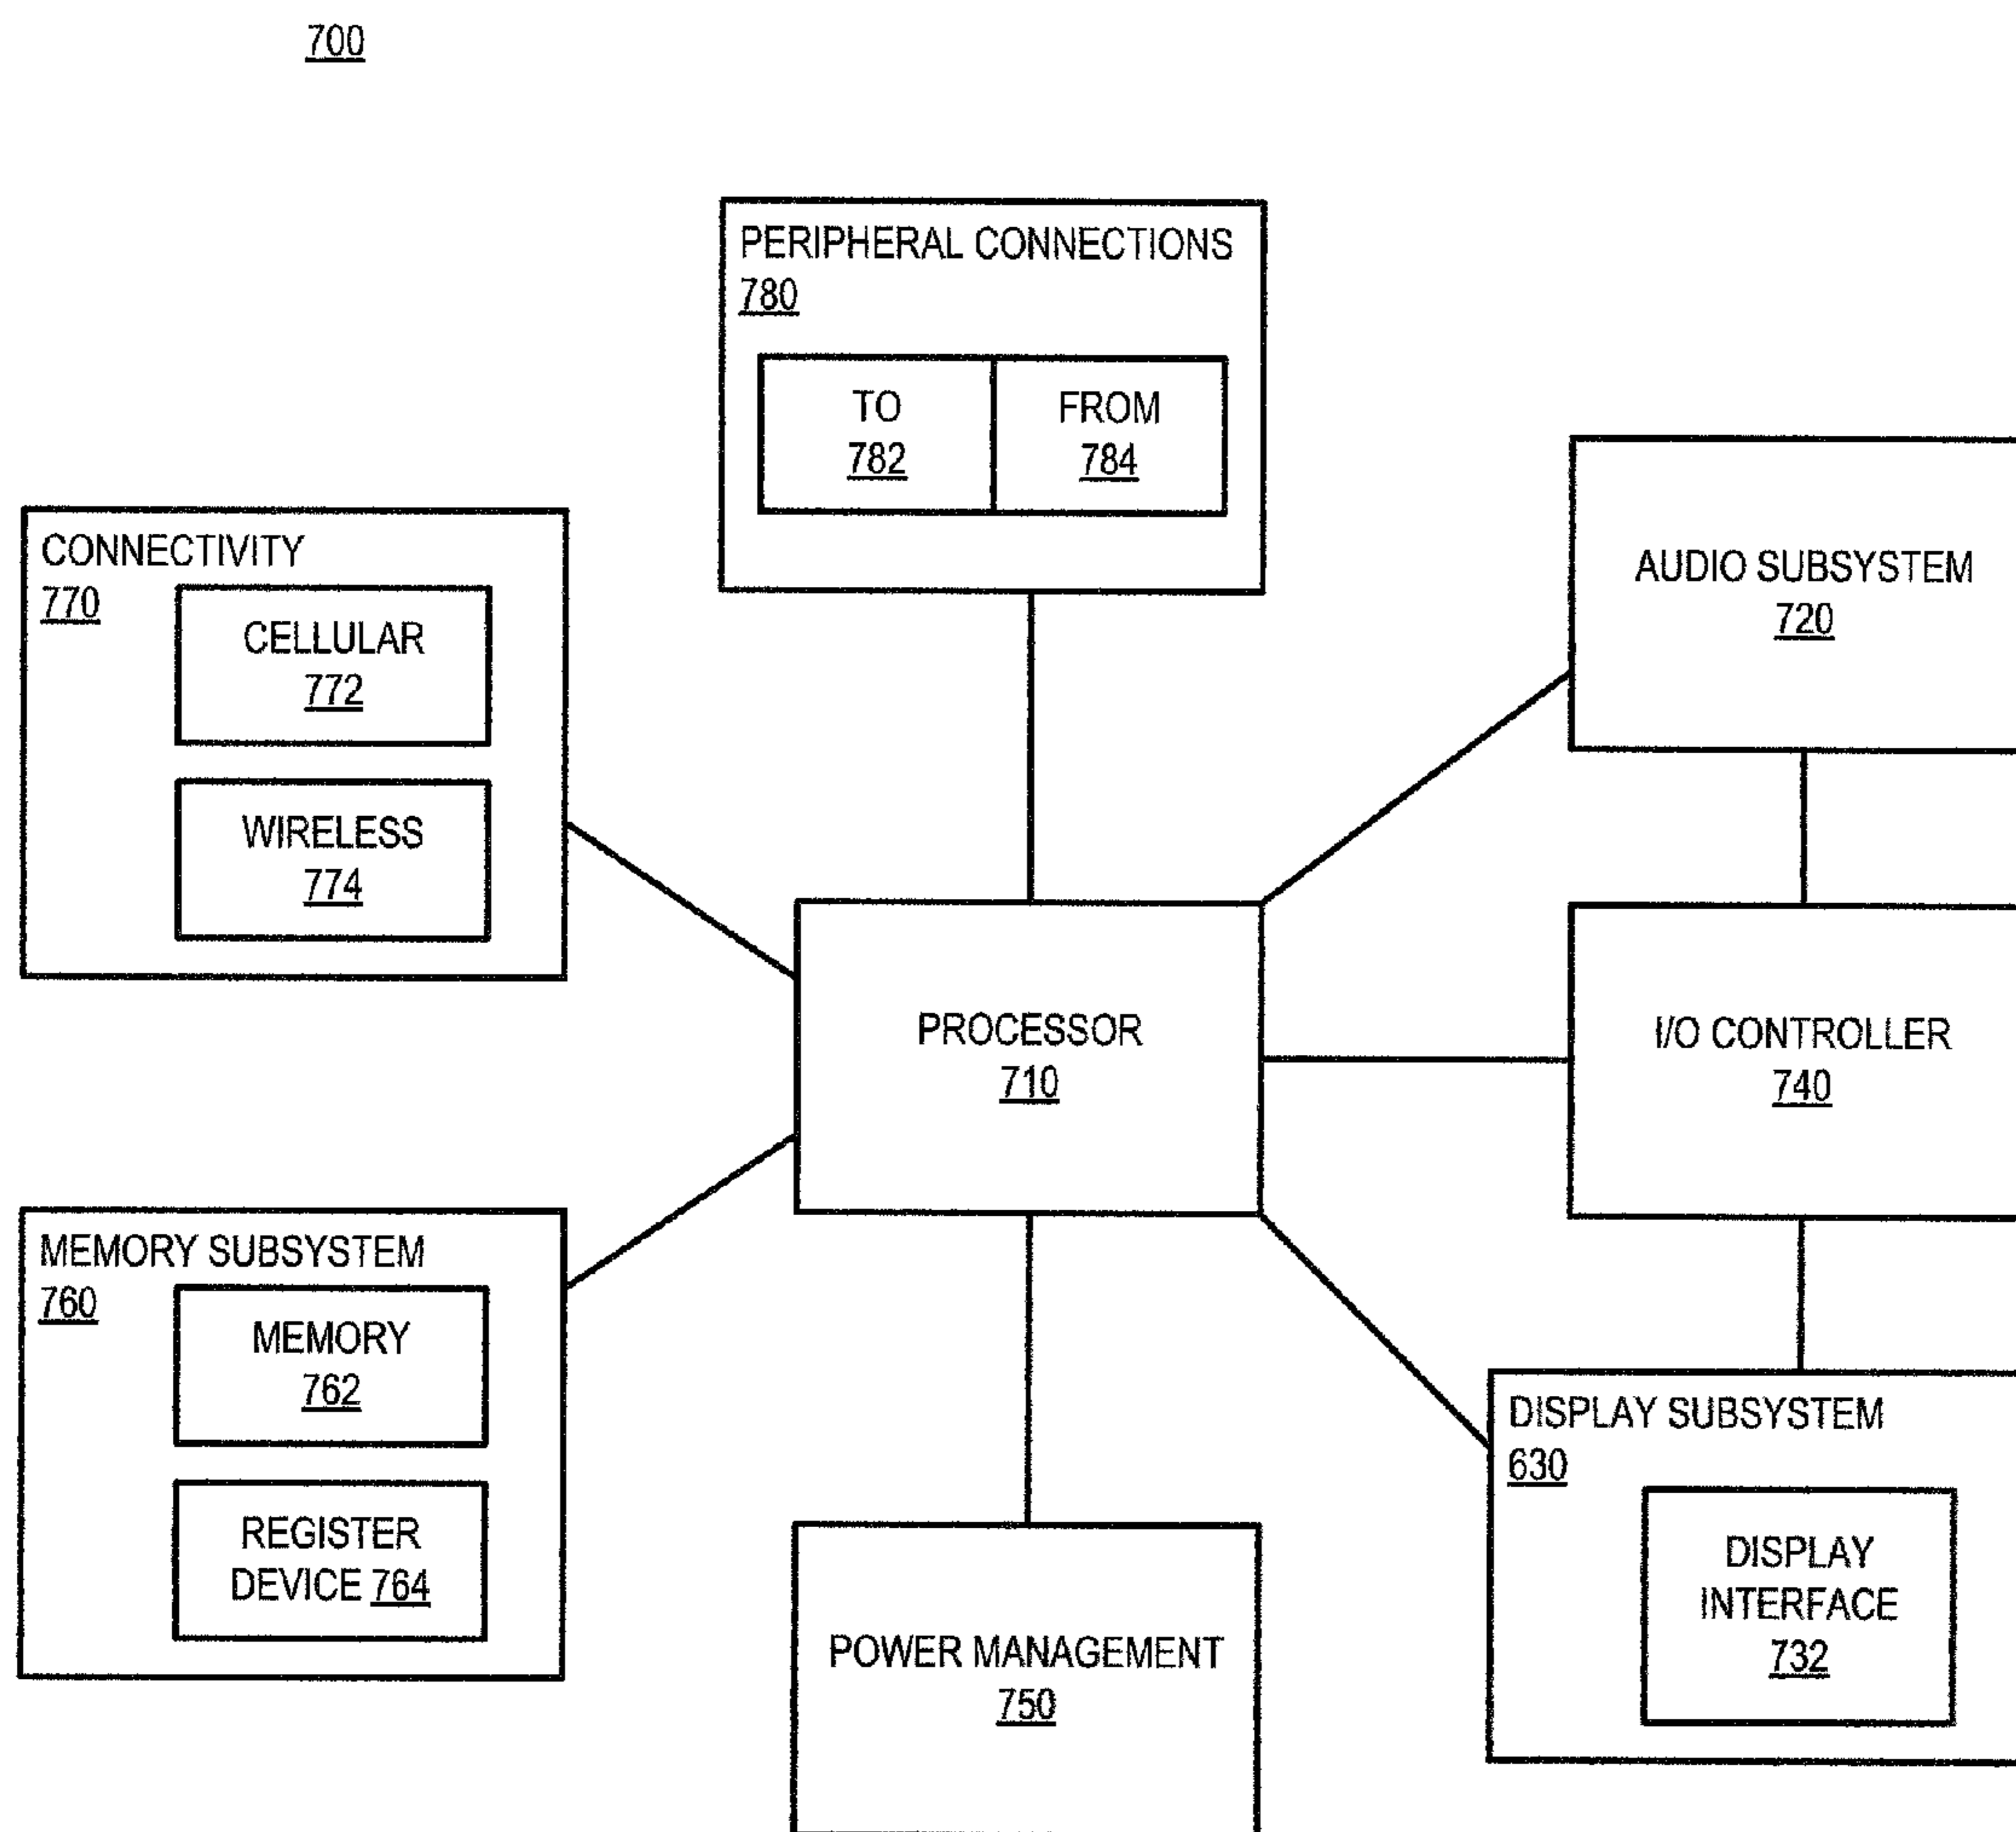 700
PERIPHERAL CONNECTIONS
780
TO
782
FROM
784
CONNECTIVITY
770
CELLULAR
772
WIRELESS
774
AUDIO SUBSYSTEM
720
PROCESSOR
710
I/O CONTROLLER
740
MEMORY SUBSYSTEM
760
MEMORY
762
REGISTER
DEVICE 764
POWER MANAGEMENT
750
DISPLAY SUBSYSTEM
630
DISPLAY
INTERFACE
732